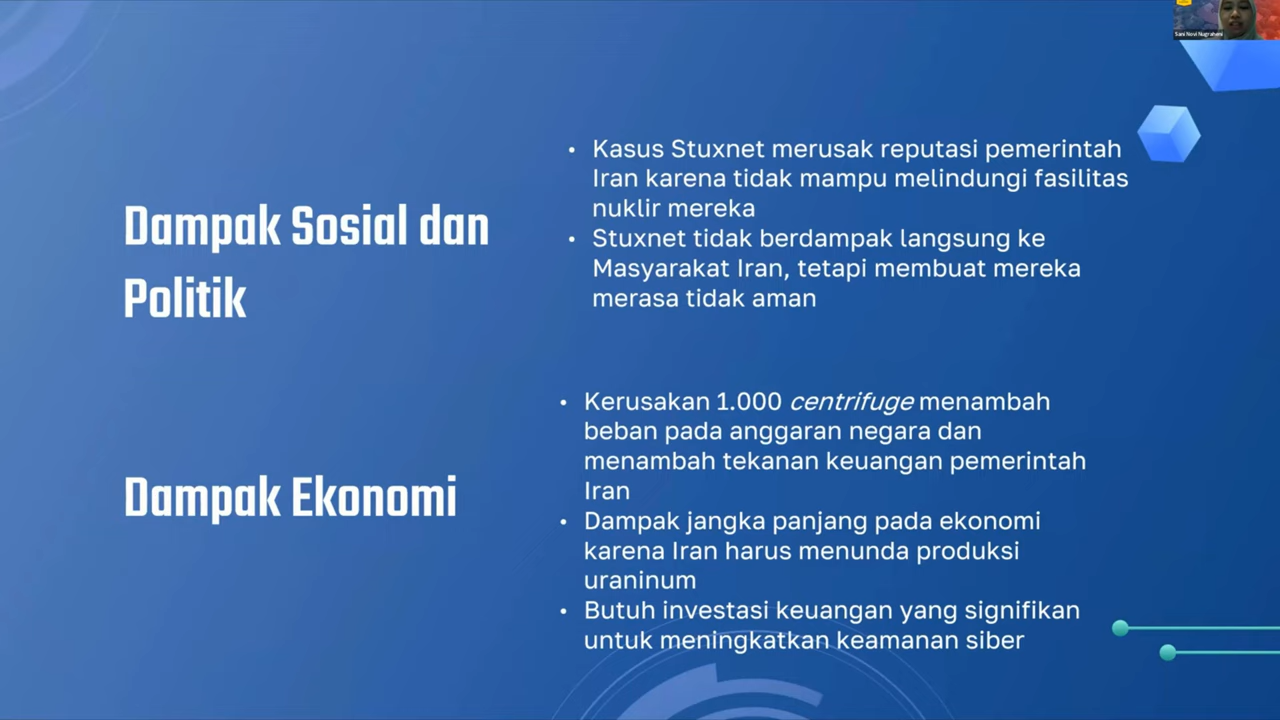 Sani Novi Nugraheni
Dampak Sosial dan
Politik
• Kasus Stuxnet merusak reputasi pemerintah
Iran karena tidak mampu melindungi fasilitas
nuklir mereka
• Stuxnet tidak berdampak langsung ke
Masyarakat Iran, tetapi membuat mereka
merasa tidak aman
Dampak Ekonomi
• Kerusakan 1.000 centrifuge menambah
beban pada anggaran negara dan
menambah tekanan keuangan pemerintah
Iran
• Dampak jangka panjang pada ekonomi
karena Iran harus menunda produksi
uraninum
• Butuh investasi keuangan yang signifikan
untuk meningkatkan keamanan siber